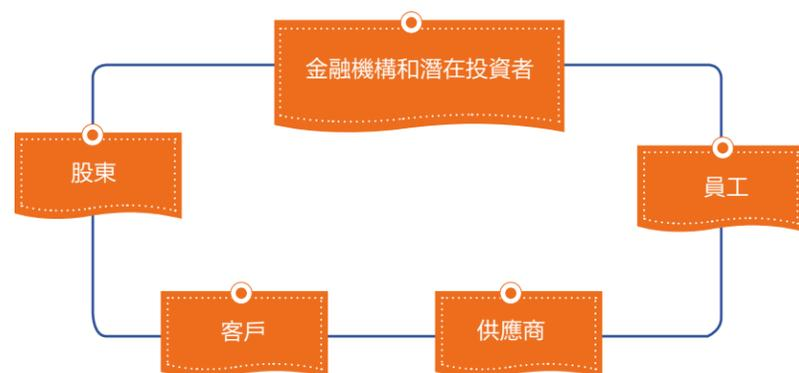 金融機構和潛在投資者
股東
員工
客戶
供應商